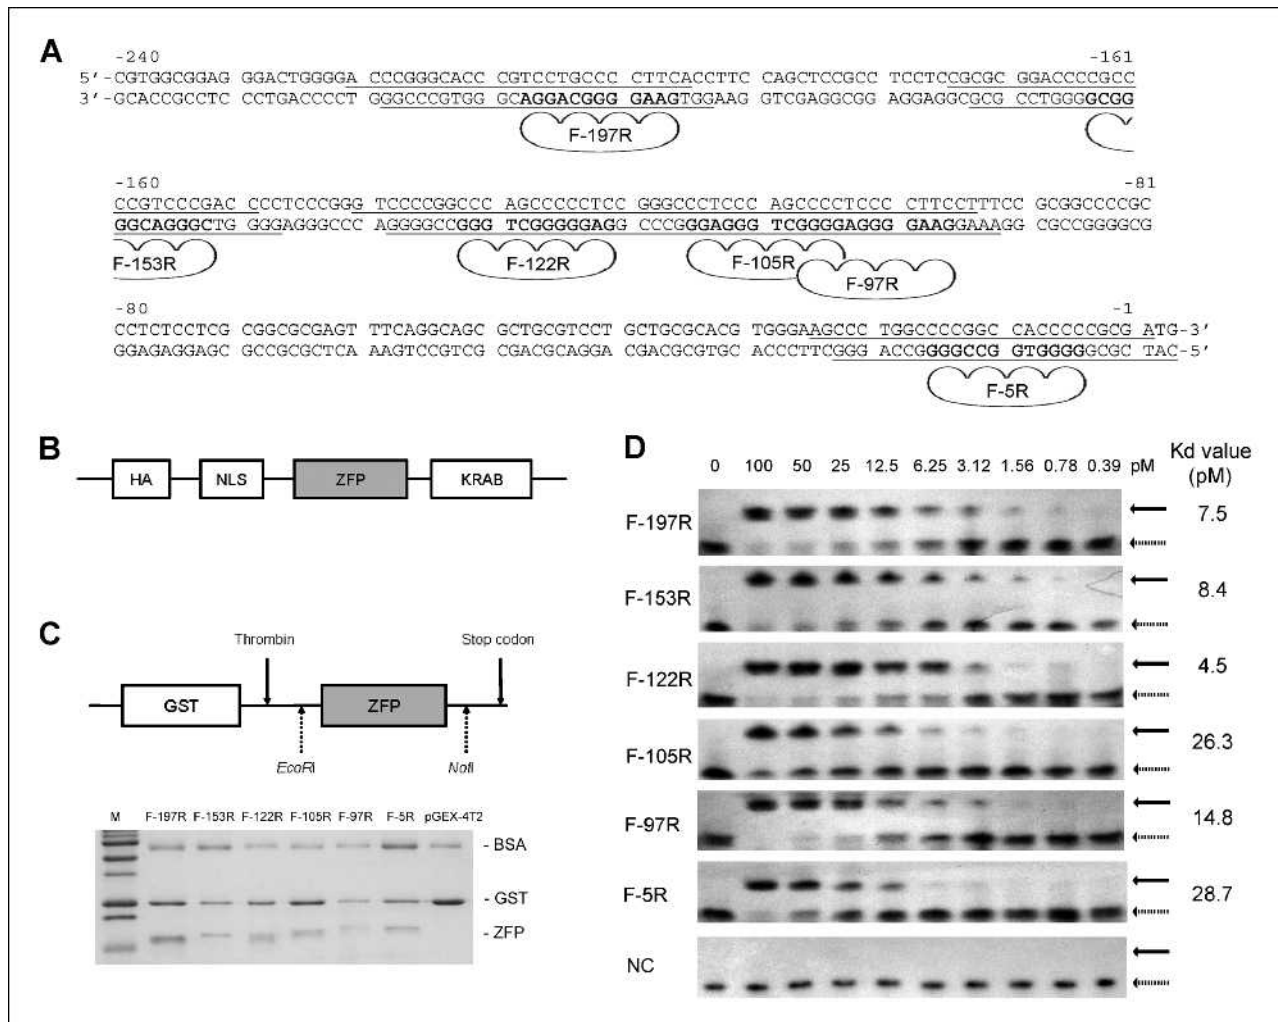 A
-240 -161
5'-CGTGGCGGAG GGACTGGGGA CCCGGGCACC CGTCCTGCCC CTTCACCTTC CAGCTCCGCC TCCTCCGCGC GGACCCCGCC
3'-GCACCGCCTC CCTGACCCCT GGGCCCGTGG GCAGGACGGG GAAGTGGAAG GTCGAGGCGG AGGAGGCGCG CCTGGGGCGG
F-197R
-160 -81
CCGTCCCGAC CCCTCCCGGG TCCCCGGCCC AGCCCCCTCC GGGCCCTCCC AGCCCCTCCC CTTCCTTTCC GCGGCCCCGC
GGCAGGGCTG GGGAGGGCCC AGGGGCCGGG TCGGGGGAGG CCCGGGAGGG TCGGGGAGGG GAAGGAAAGG CGCCGGGGCG
F-153R F-122R F-105R F-97R
-80 -1
CCTCTCCTCG CGGCGCGAGT TTCAGGCAGC GCTGCGTCCT GCTGCGCACG TGGGAAGCCC TGGCCCCGGC CACCCCCGCG ATG-3'
GGAGAGGAGC GCCGCGCTCA AAGTCCGTCG CGACGCAGGA CGACGCGTGC ACCCTTCGGG ACCGGGGCCG GTGGGGGCGC TAC-5'
F-5R
B
HA NLS ZFP KRAB
C
Thrombin Stop codon
GST ZFP
EcoRI NotI
M F-197R F-153R F-122R F-105R F-97R F-5R pGEX-4T2
- BSA
- GST
- ZFP
D
0 100 50 25 12.5 6.25 3.12 1.56 0.78 0.39 pM
Kd value
(pM)
F-197R 7.5
F-153R 8.4
F-122R 4.5
F-105R 26.3
F-97R 14.8
F-5R 28.7
NC